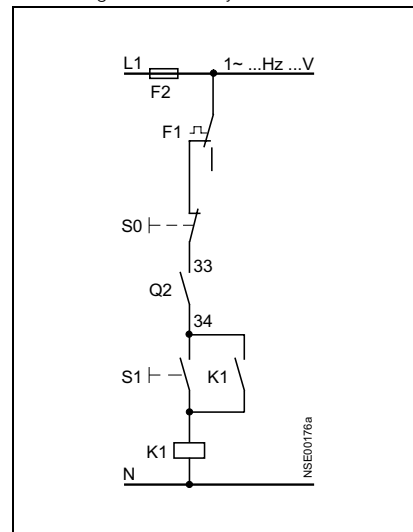 L1 1~ ...Hz ...V
F2
F1
S0
33
Q2
34
S1 K1
K1
N
NSE00176a